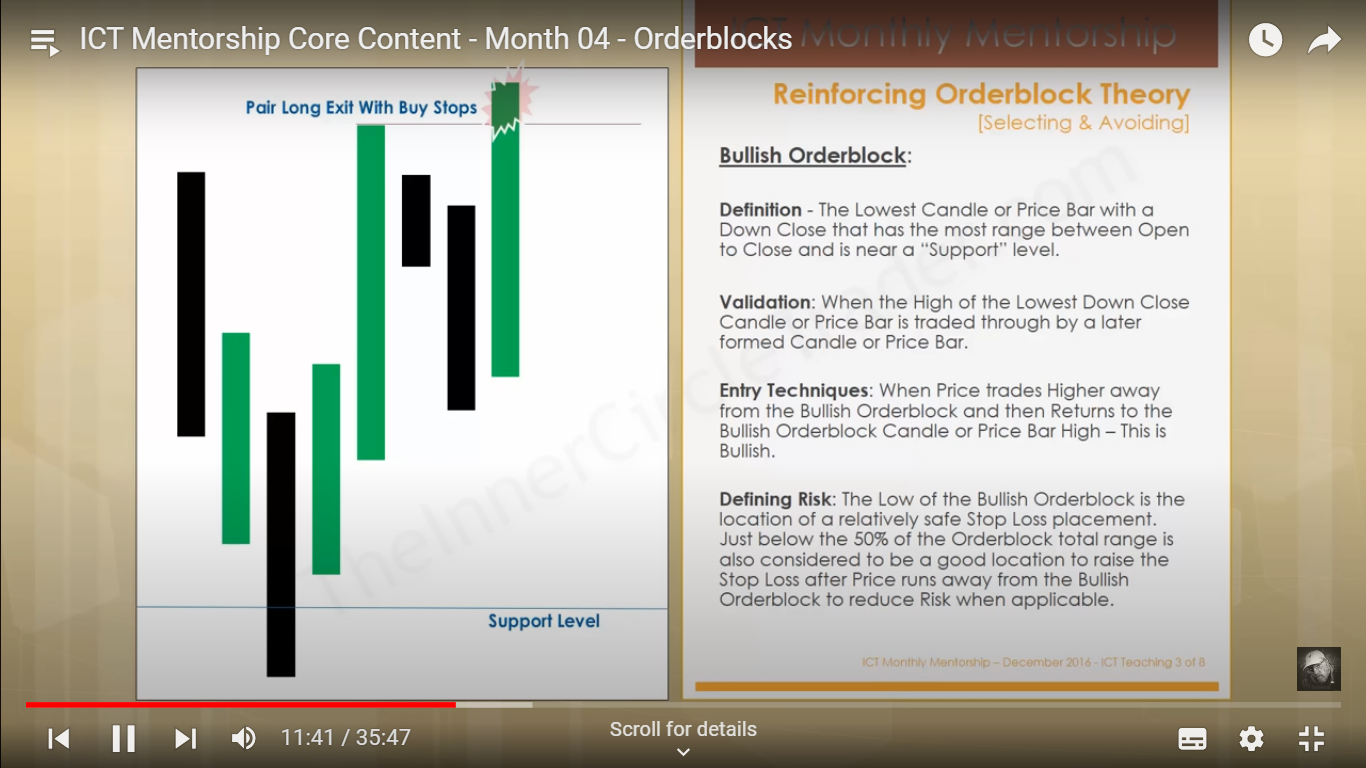 ICT Mentorship Core Content - Month 04 - Orderblocks
ICT Monthly Mentorship
Pair Long Exit With Buy Stops
Support Level
TheInnerCircleTrader.com
Reinforcing Orderblock Theory
[Selecting & Avoiding]
Bullish Orderblock:
Definition - The Lowest Candle or Price Bar with a
Down Close that has the most range between Open
to Close and is near a “Support” level.
Validation: When the High of the Lowest Down Close
Candle or Price Bar is traded through by a later
formed Candle or Price Bar.
Entry Techniques: When Price trades Higher away
from the Bullish Orderblock and then Returns to the
Bullish Orderblock Candle or Price Bar High – This is
Bullish.
Defining Risk: The Low of the Bullish Orderblock is the
location of a relatively safe Stop Loss placement.
Just below the 50% of the Orderblock total range is
also considered to be a good location to raise the
Stop Loss after Price runs away from the Bullish
Orderblock to reduce Risk when applicable.
ICT Monthly Mentorship – December 2016 - ICT Teaching 3 of 8
11:41 / 35:47
Scroll for details